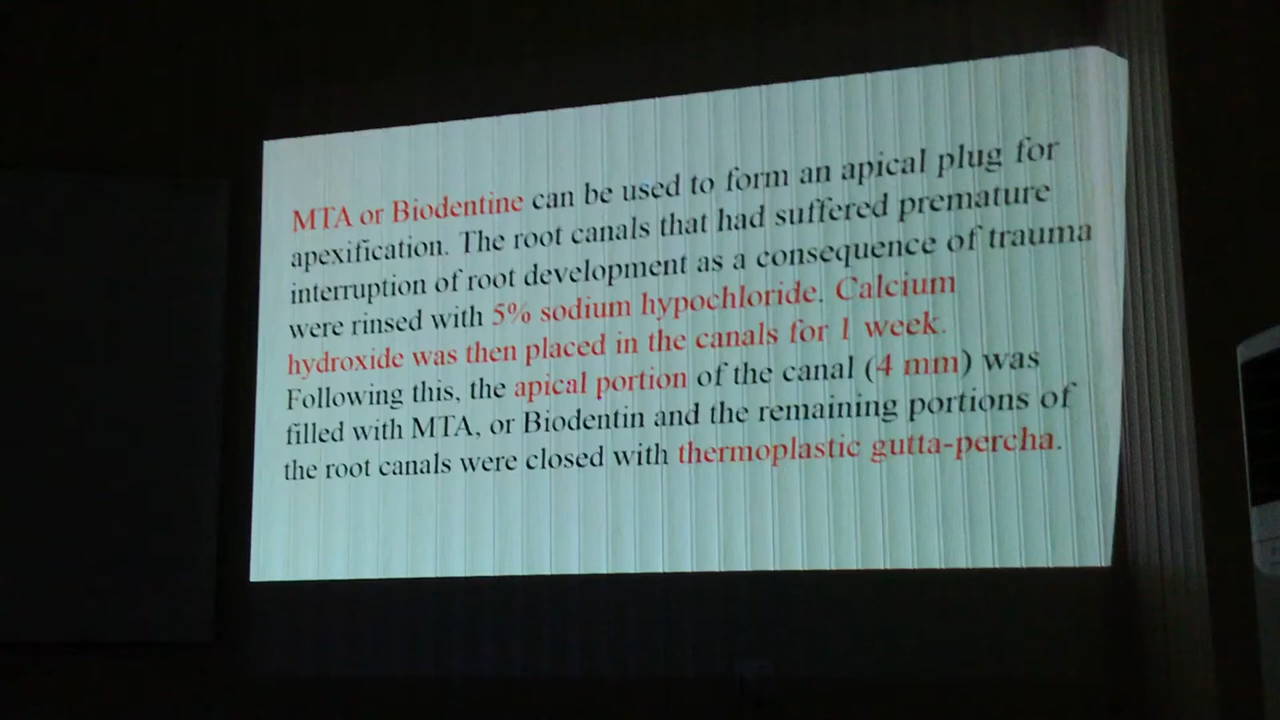 MTA or Biodentine can be used to form an apical plug for
apexification. The root canals that had suffered premature
interruption of root development as a consequence of trauma
were rinsed with 5% sodium hypochloride. Calcium
hydroxide was then placed in the canals for 1 week.
Following this, the apical portion of the canal (4 mm) was
filled with MTA, or Biodentin and the remaining portions of
the root canals were closed with thermoplastic gutta-percha.